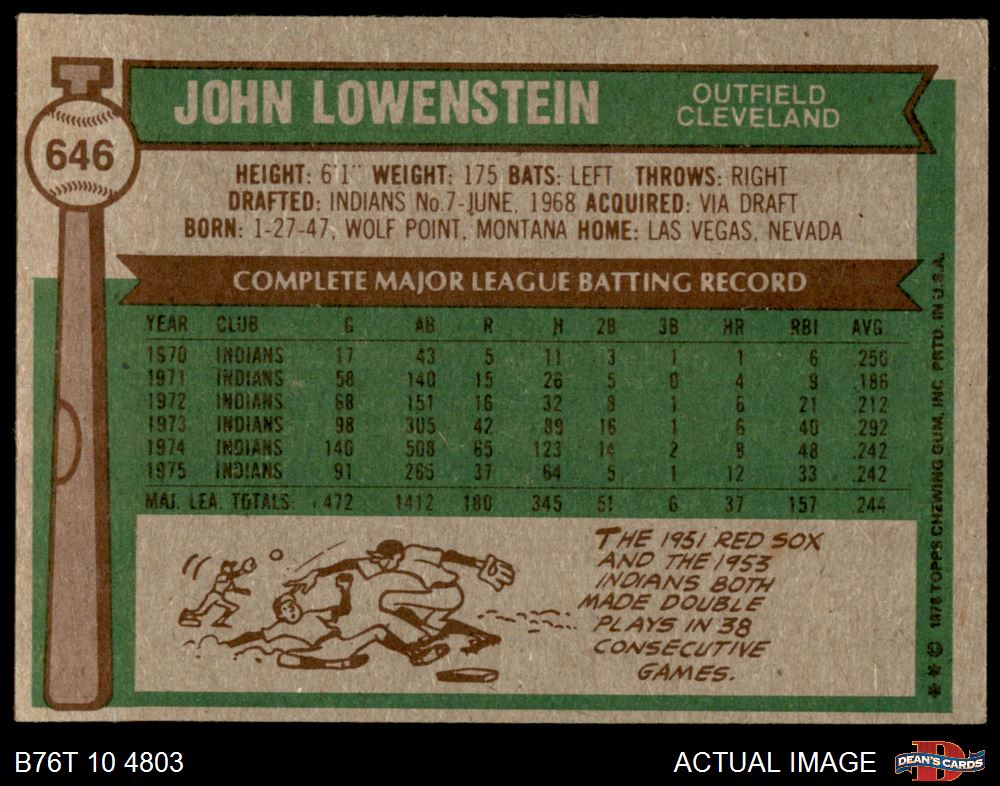 646
JOHN LOWENSTEIN
OUTFIELD
CLEVELAND
HEIGHT: 6'1" WEIGHT: 175 BATS: LEFT THROWS: RIGHT
DRAFTED: INDIANS No.7-JUNE, 1968 ACQUIRED: VIA DRAFT
BORN: 1-27-47, WOLF POINT, MONTANA HOME: LAS VEGAS, NEVADA
COMPLETE MAJOR LEAGUE BATTING RECORD
YEAR CLUB G AB R H 2B 3B HR RBI AVG.
1970 INDIANS 17 43 5 11 3 1 1 6 .256
1971 INDIANS 58 140 15 26 5 0 4 9 .186
1972 INDIANS 68 151 16 32 8 1 6 21 .212
1973 INDIANS 98 305 42 89 16 1 6 40 .292
1974 INDIANS 140 508 65 123 14 2 8 48 .242
1975 INDIANS 91 265 37 64 5 1 12 33 .242
MAJ. LEA. TOTALS: 472 1412 180 345 51 6 37 157 .244
THE 1951 RED SOX
AND THE 1953
INDIANS BOTH
MADE DOUBLE
PLAYS IN 38
CONSECUTIVE
GAMES.
** © 1976 TOPPS CHEWING GUM, INC. PRTD. IN U.S.A.
B76T 10 4803
ACTUAL IMAGE
D
DEAN'S CARDS